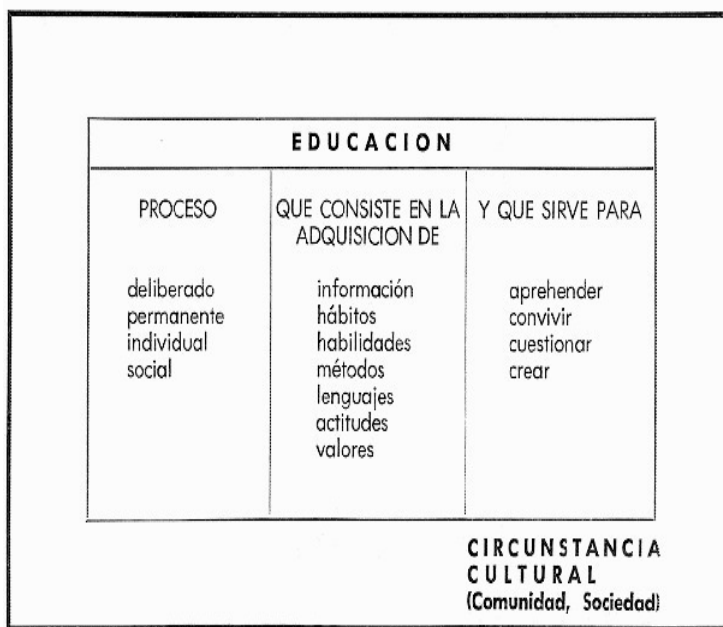 EDUCACION
PROCESO
deliberado
permanente
individual
social
QUE CONSISTE EN LA
ADQUISICION DE
información
hábitos
habilidades
métodos
lenguajes
actitudes
valores
Y QUE SIRVE PARA
aprehender
convivir
cuestionar
crear
CIRCUNSTANCIA
CULTURAL
(Comunidad, Sociedad)